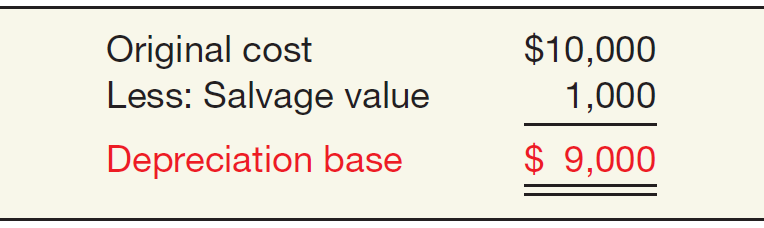 Original cost $10,000
Less: Salvage value 1,000
Depreciation base $ 9,000